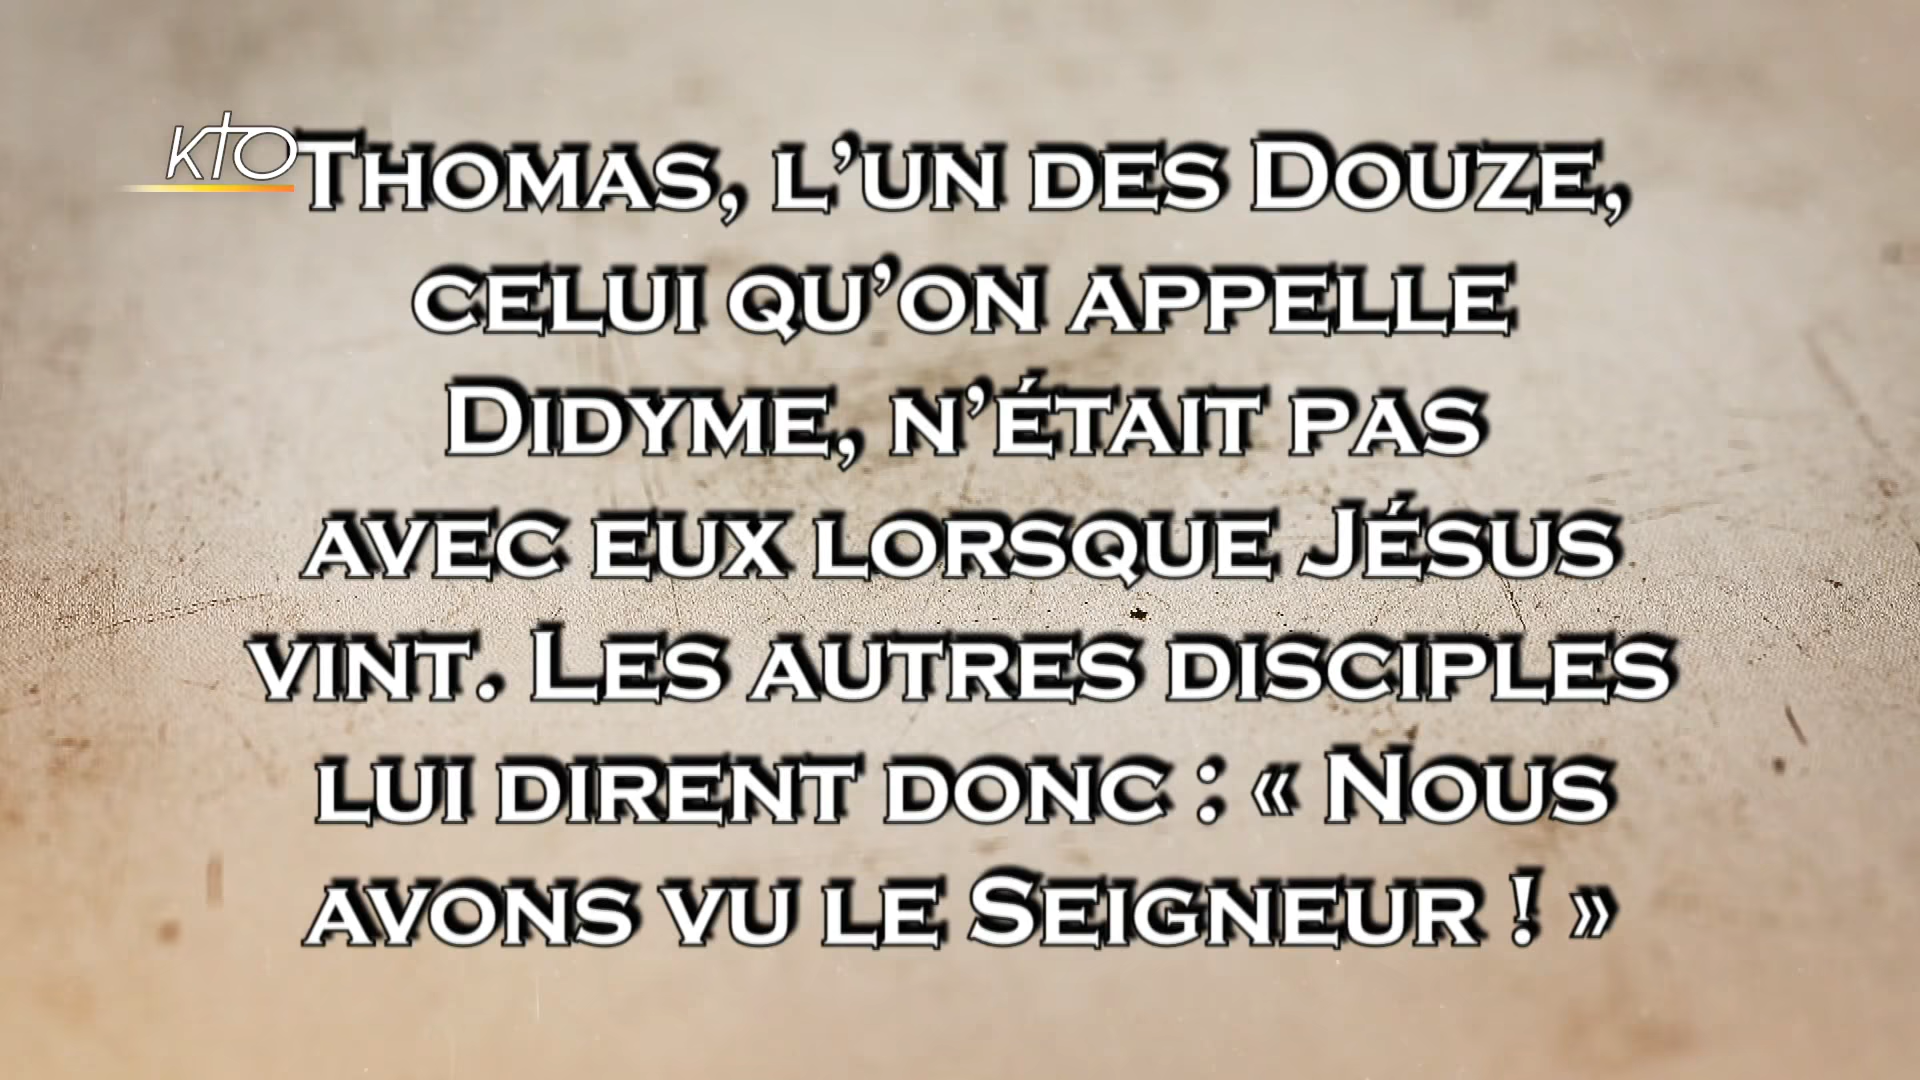 KTO
Thomas, l’un des Douze,
celui qu’on appelle
Didyme, n’était pas
avec eux lorsque Jésus
vint. Les autres disciples
lui dirent donc : « Nous
avons vu le Seigneur ! »